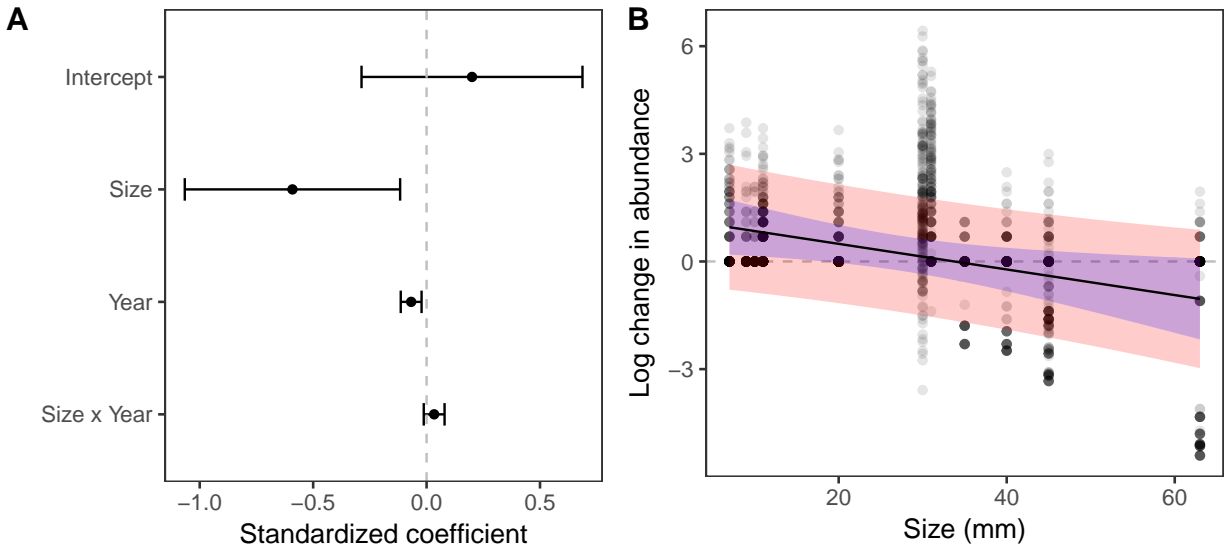 A
Intercept
Size
Year
Size x Year
−1.0
−0.5
0.0
0.5
Standardized coefficient
B
Log change in abundance
6
3
0
−3
20
40
60
Size (mm)